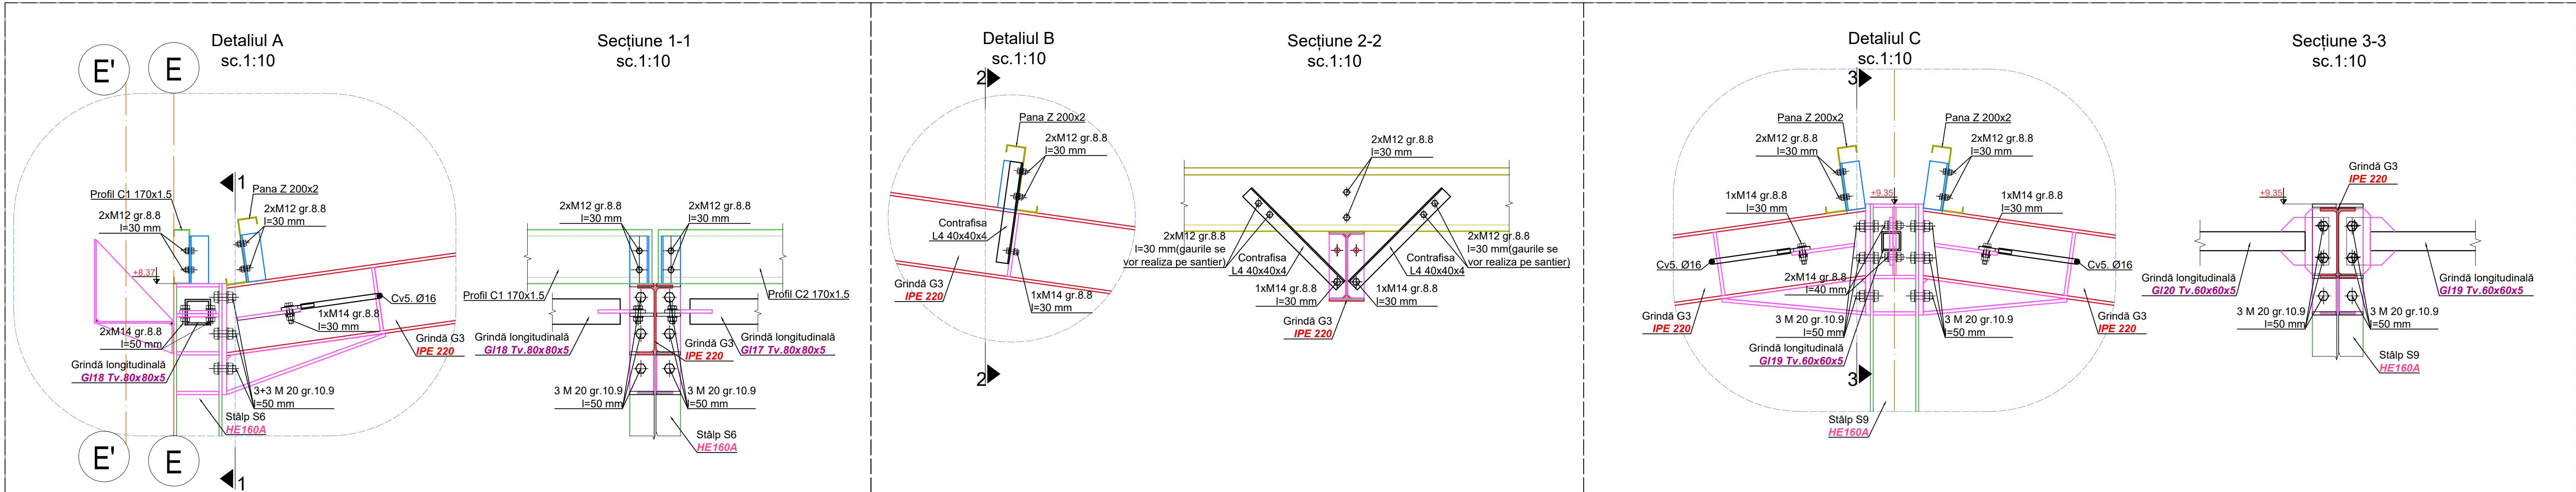 Detaliul A
sc.1:10
E'
E
1
Profil C1 170x1.5
Pana Z 200x2
2xM12 gr.8.8
l=30 mm
2xM12 gr.8.8
l=30 mm
+8.37
Cv5. Ø16
1xM14 gr.8.8
l=30 mm
2xM14 gr.8.8
l=50 mm
Grindă G3
IPE 220
Grindă longitudinală
Gl18 Tv.80x80x5
3+3 M 20 gr.10.9
l=50 mm
Stâlp S6
HE160A
E'
E
1
Secțiune 1-1
sc.1:10
2xM12 gr.8.8
l=30 mm
2xM12 gr.8.8
l=30 mm
Profil C1 170x1.5
Profil C2 170x1.5
Grindă longitudinală
Gl18 Tv.80x80x5
Grindă G3
IPE 220
Grindă longitudinală
Gl17 Tv.80x80x5
3 M 20 gr.10.9
l=50 mm
3 M 20 gr.10.9
l=50 mm
Stâlp S6
HE160A
Detaliul B
sc.1:10
2
Pana Z 200x2
2xM12 gr.8.8
l=30 mm
Contrafisa
L4 40x40x4
Grindă G3
IPE 220
1xM14 gr.8.8
l=30 mm
2
Secțiune 2-2
sc.1:10
2xM12 gr.8.8
l=30 mm
2xM12 gr.8.8
l=30 mm(gaurile se
vor realiza pe santier)
Contrafisa
L4 40x40x4
Contrafisa
L4 40x40x4
2xM12 gr.8.8
l=30 mm(gaurile se
vor realiza pe santier)
1xM14 gr.8.8
l=30 mm
1xM14 gr.8.8
l=30 mm
Grindă G3
IPE 220
Detaliul C
sc.1:10
3
Pana Z 200x2
Pana Z 200x2
2xM12 gr.8.8
l=30 mm
2xM12 gr.8.8
l=30 mm
+9.35
1xM14 gr.8.8
l=30 mm
1xM14 gr.8.8
l=30 mm
Cv5. Ø16
Cv5. Ø16
2xM14 gr.8.8
l=40 mm
Grindă G3
IPE 220
3 M 20 gr.10.9
l=50 mm
3 M 20 gr.10.9
l=50 mm
Grindă G3
IPE 220
Grindă longitudinală
Gl19 Tv.60x60x5
3
Stâlp S9
HE160A
Secțiune 3-3
sc.1:10
Grindă G3
IPE 220
+9.35
Grindă longitudinală
Gl20 Tv.60x60x5
Grindă longitudinală
Gl19 Tv.60x60x5
3 M 20 gr.10.9
l=50 mm
3 M 20 gr.10.9
l=50 mm
Stâlp S9
HE160A